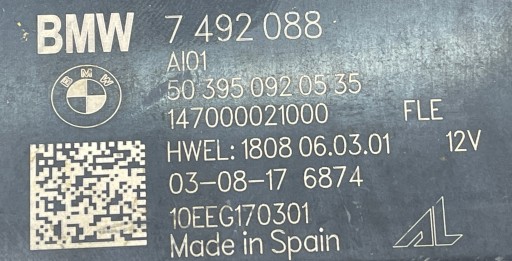 BMW 7 492 088
AI01
50 395 092 05 35
147000021000 FLE
HWEL: 1808 06.03.01 12V
03-08-17 6874
10EEG170301
Made in Spain
BMW
AL